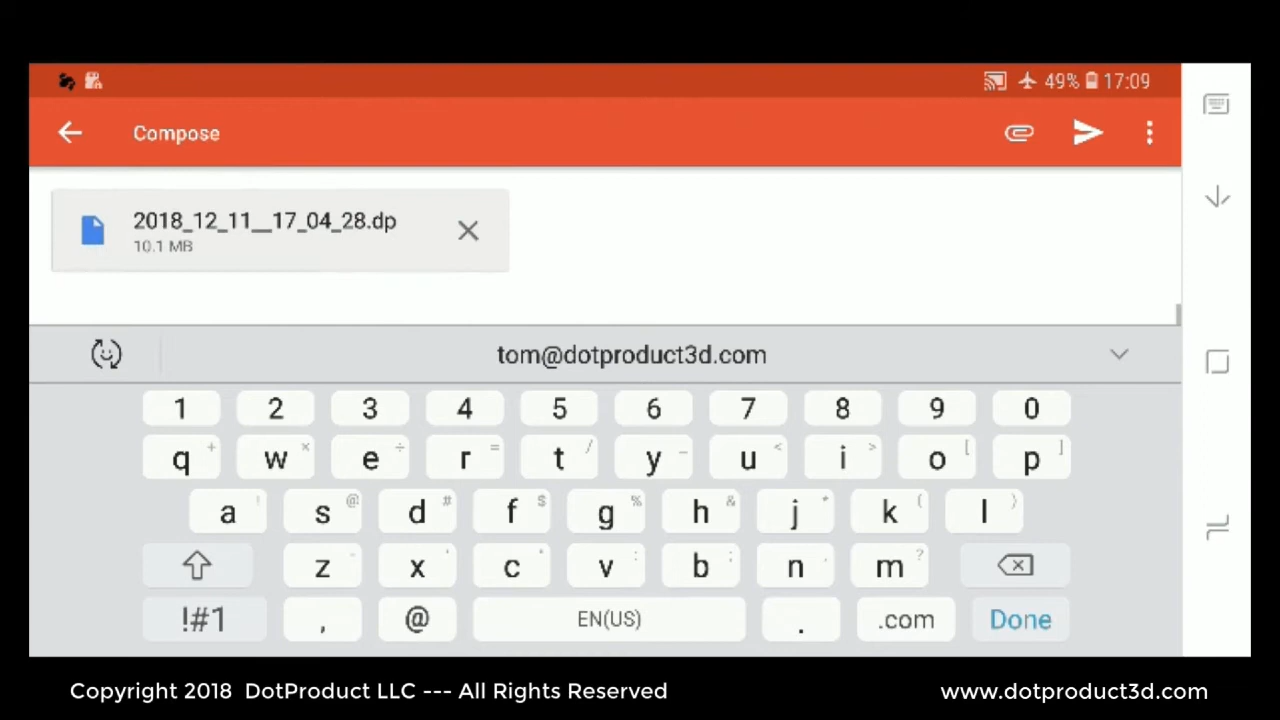 49% 17:09
Compose
2018_12_11__17_04_28.dp
10.1 MB
tom@dotproduct3d.com
1 2 3 4 5 6 7 8 9 0
q + w × e ÷ r = t / y _ u < i > o [ p ]
a ! s @ d # f $ g % h & j * k ( l )
z - x ' c " v : b ; n , m ?
!#1 , @ EN(US) . .com Done
Copyright 2018 DotProduct LLC --- All Rights Reserved
www.dotproduct3d.com